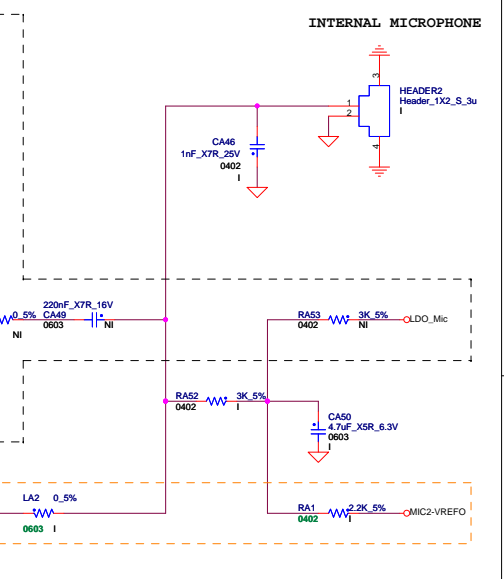 INTERNAL MICROPHONE
3
HEADER2
Header_1X2_S_3u
I
1
2
4
CA46
1nF_X7R_25V
0402
I
220nF_X7R_16V
0_5%
CA49
0603
NI
NI
RA53
3K_5%
0402
NI
LDO_Mic
RA52
3K_5%
0402
I
CA50
4.7uF_X5R_6.3V
0603
I
LA2
0_5%
0603
I
RA1
2.2K_5%
0402
I
MIC2-VREFO